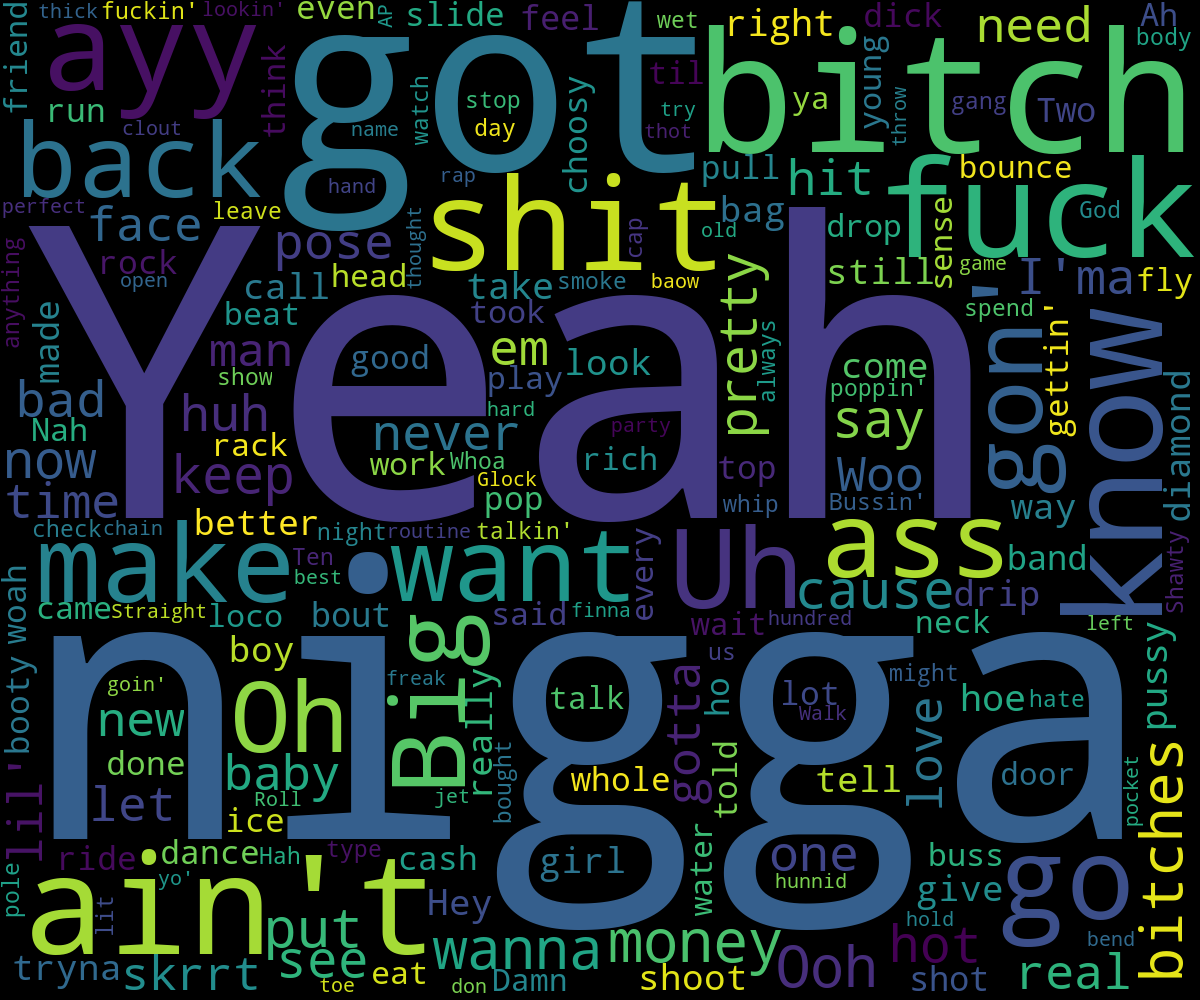 thick
fuckin'
lookin'
even
AP
slide
feel
wet
right
dick
need
Ah
body
friend
ayy
think
got
bitch
til
ya
young
gang
Two
run
clout
name
watch
stop
day
choosy
try
thot
throw
back
hand
rap
shit
pull
hit
bounce
fuck
perfect
face
leave
pose
thought
cap
old
bag
drop
sense
God
anything
rock
open
call
head
take
smoke
baow
pretty
still
game
I'ma
fly
made
beat
took
Yeah
always
spend
gon'
gettin'
know
man
good
em
look
play
come
poppin'
bad
show
huh
hard
party
say
diamond
Nah
rack
never
now
keep
work
Whoa
rich
top
Woo
Glock
time
pop
whip
Bussin'
way
check
chain
better
night
routine
talkin'
make
Ten
best
want
every
Uh
ass
band
Shawty
woah
came
Straight
loco
bout
said
finna
cause
drip
wait
hundred
neck
left
nigga
boy
Big
us
might
booty
goin'
Oh
freak
really
talk
gotta
ho
lot
Walk
love
hoe
hate
pussy
new
done
baby
bought
whole
told
tell
door
pocket
lil'
let
Roll
jet
ice
bitches
ride
dance
Hah
type
cash
girl
water
one
hunnid
buss
go
pole
yo'
ain't
lit
put
Hey
give
hold
bend
tryna
skrrt
see
toe
eat
wanna
don
Damn
money
shoot
Ooh
hot
shot
real